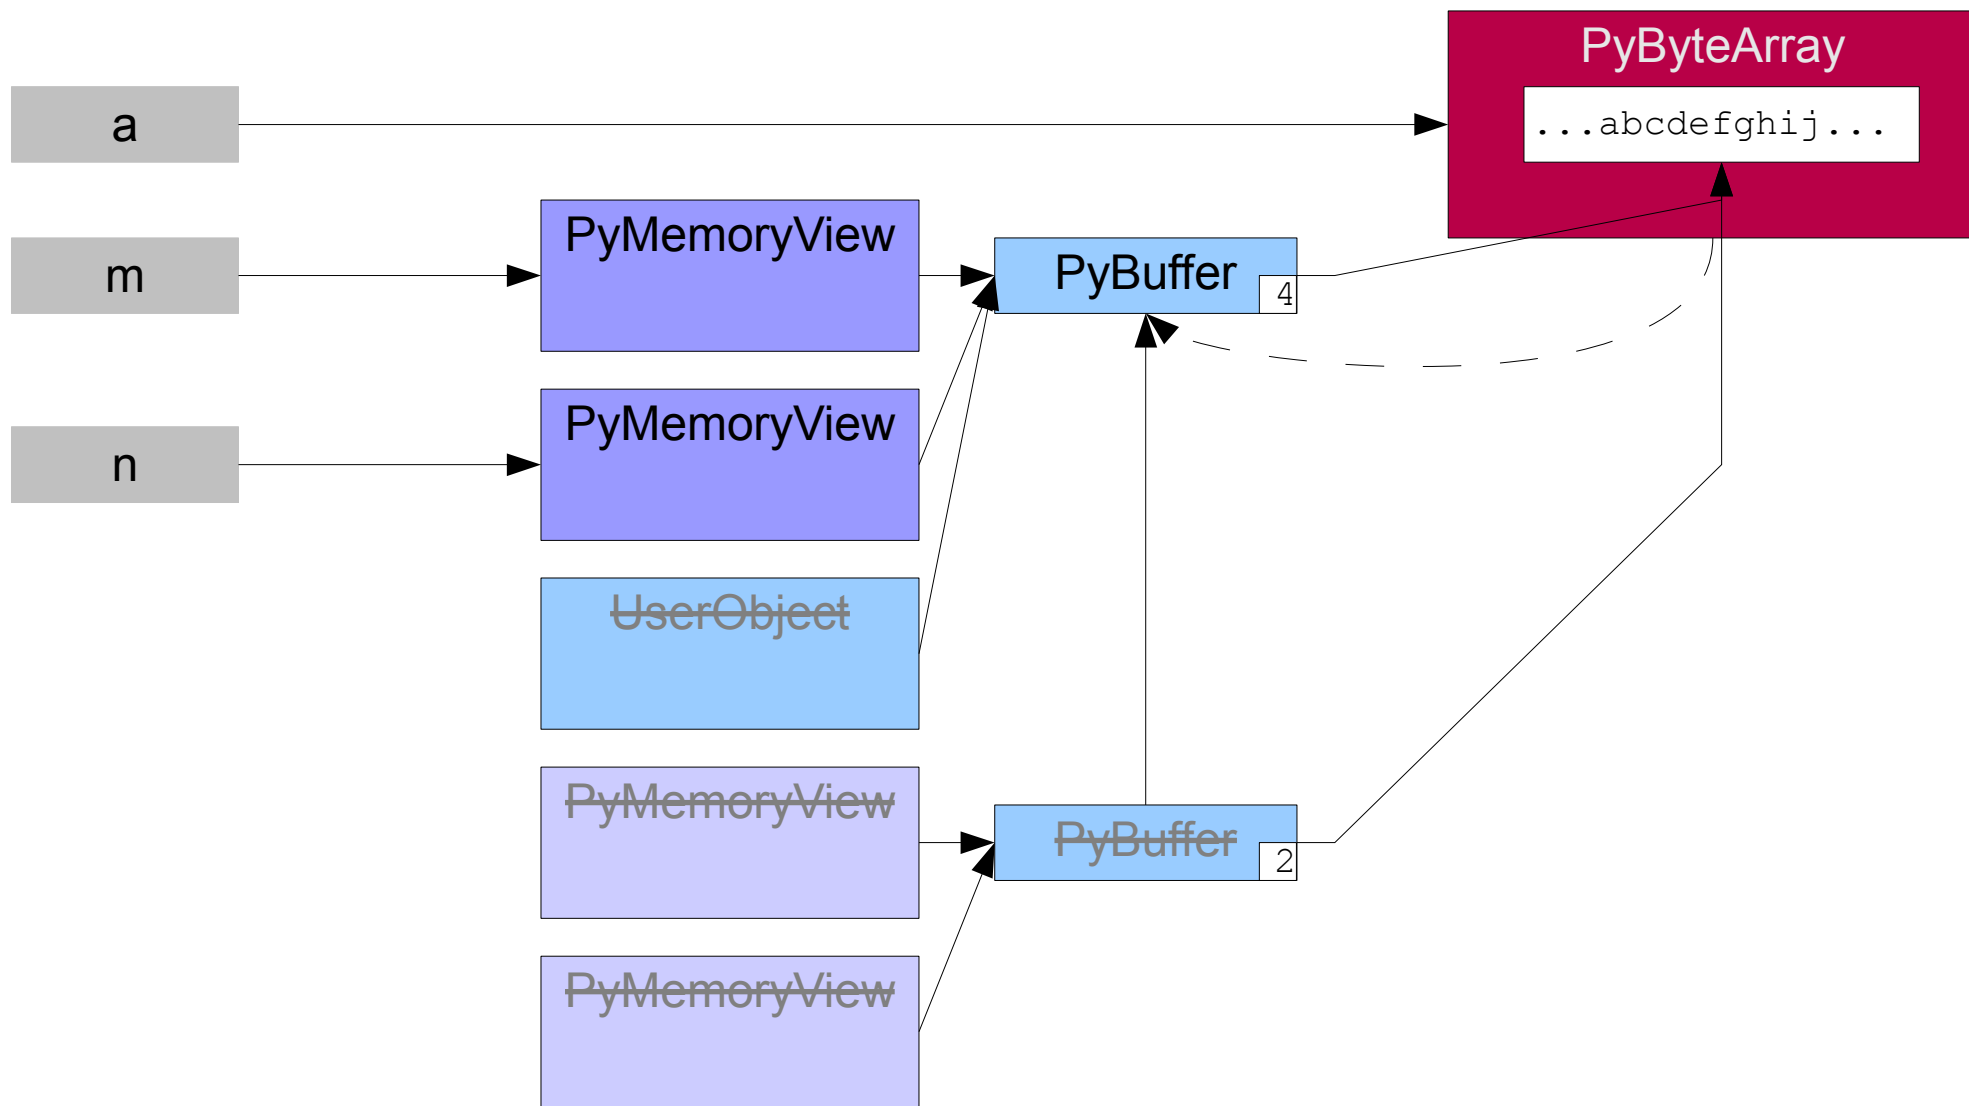 PyByteArray
a
...abcdefghij...
PyMemoryView
m
PyBuffer
4
PyMemoryView
n
UserObject
PyMemoryView
PyBuffer
2
PyMemoryView